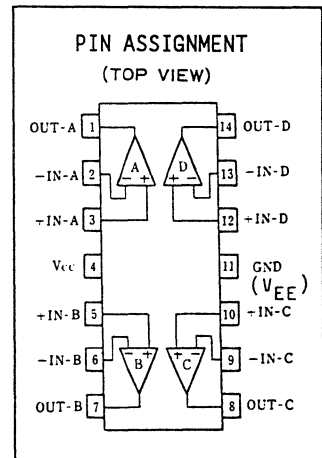 PIN ASSIGNMENT
(TOP VIEW)
OUT-A 1 14 OUT-D
-IN-A 2 A D 13 -IN-D
- + + -
+IN-A 3 12 +IN-D
Vcc 4 11 GND
(VEE)
+IN-B 5 10 +IN-C
- + + -
-IN-B 6 B C 9 -IN-C
OUT-B 7 8 OUT-C